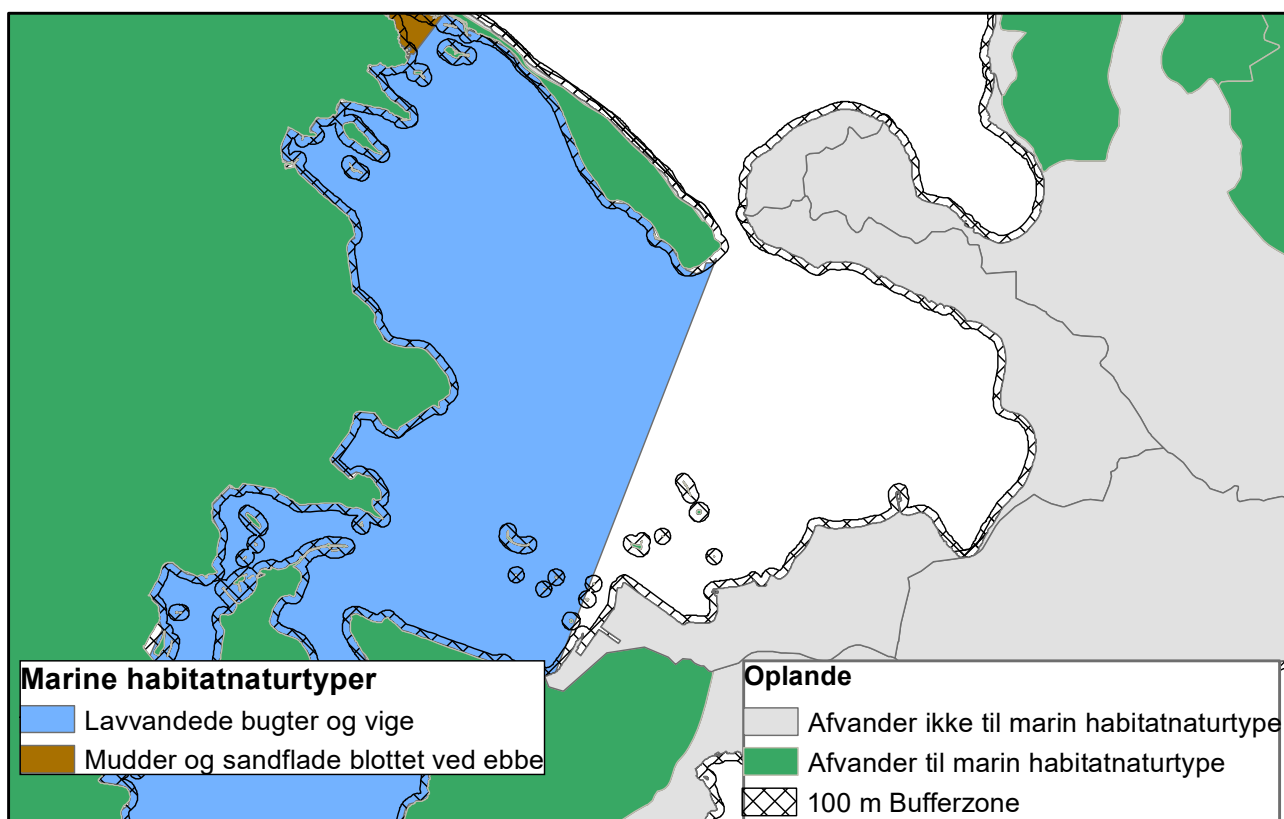 Marine habitatnaturtyper
Lavvandede bugter og vige
Mudder og sandflade blottet ved ebbe
Oplande
Afvander ikke til marin habitatnaturtype
Afvander til marin habitatnaturtype
100 m Bufferzone